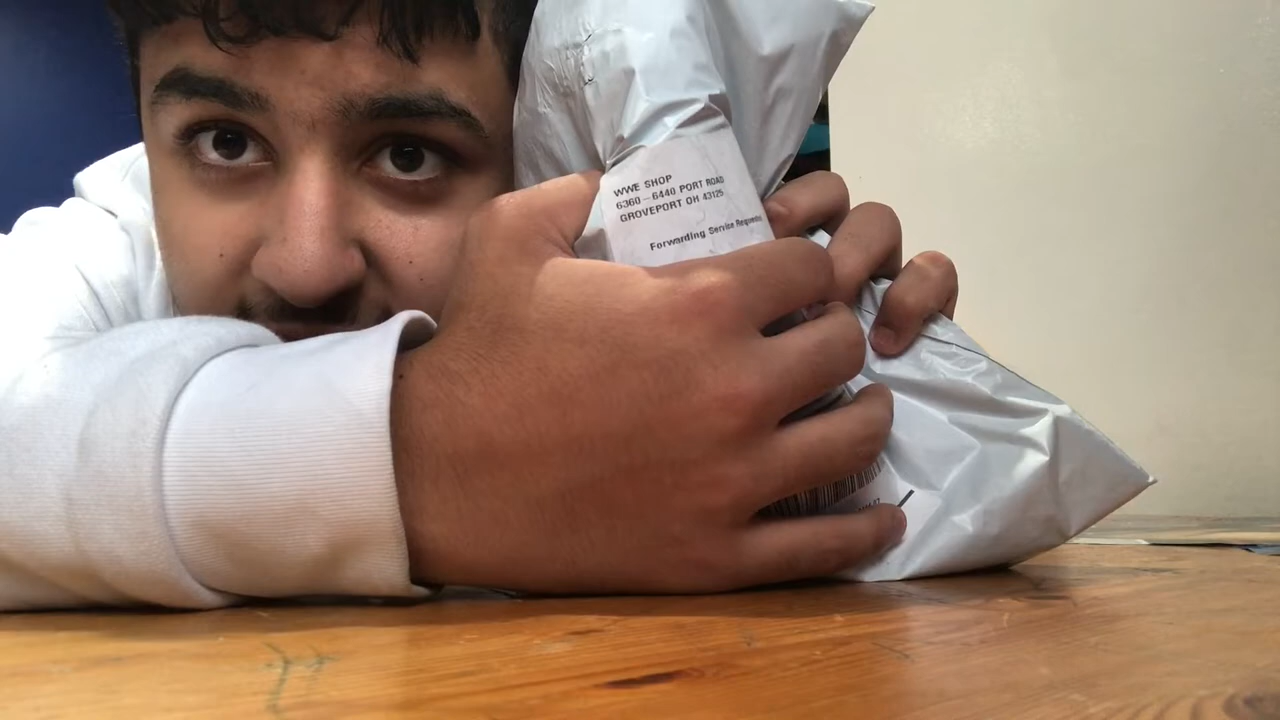 WWE SHOP
6360-6440 PORT ROAD
GROVEPORT OH 43125
Forwarding Service Requested